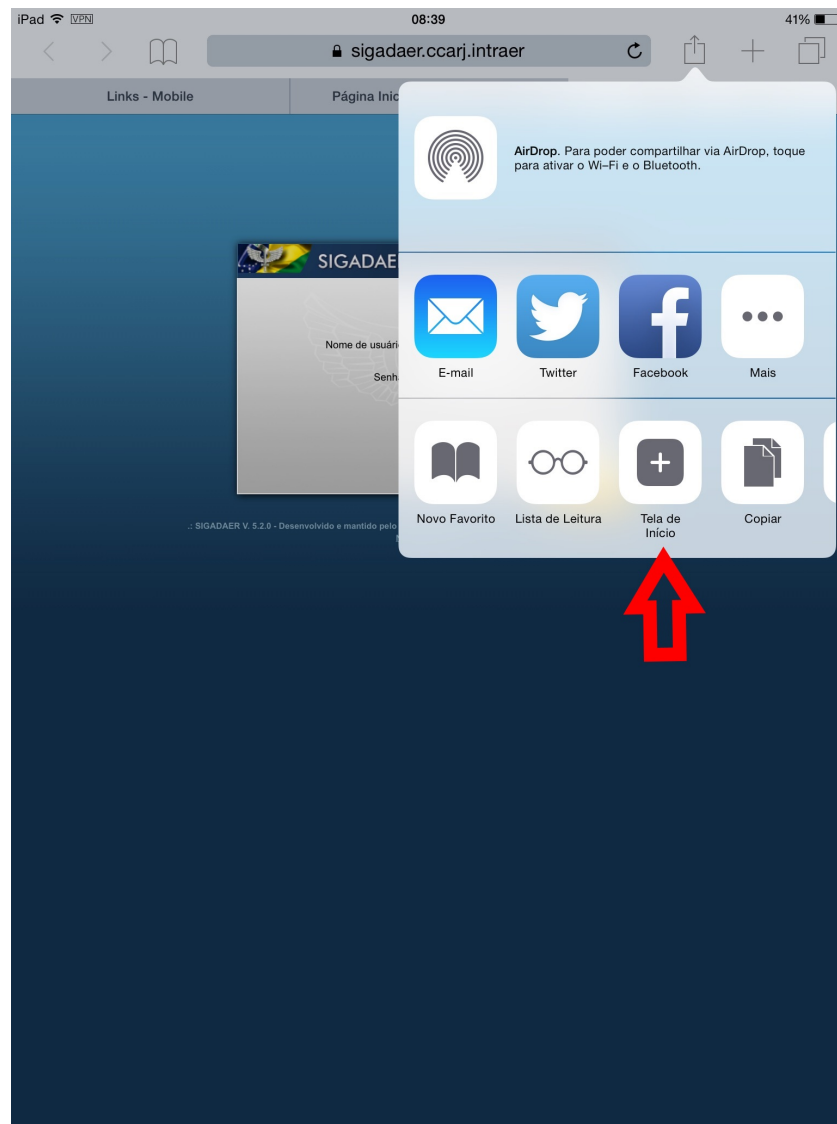 iPad VPN 08:39 41%
sigadaer.ccarj.intraer
Links - Mobile Página Inic
AirDrop. Para poder compartilhar via AirDrop, toque
para ativar o Wi-Fi e o Bluetooth.
SIGADAE
Nome de usuári
Senh
E-mail Twitter Facebook Mais
Novo Favorito Lista de Leitura Tela de Início Copiar
.: SIGADAER V. 5.2.0 - Desenvolvido e mantido pelo